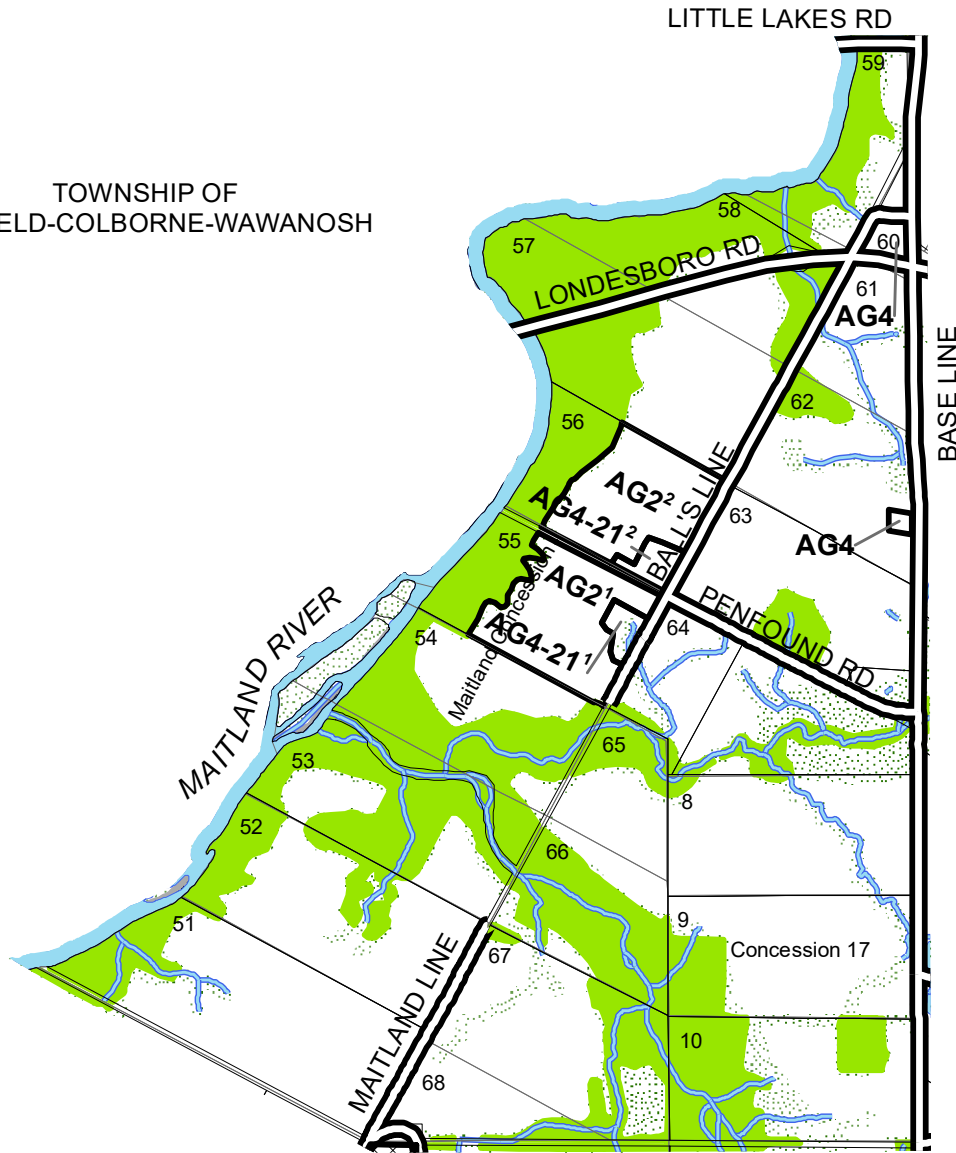 LITTLE LAKES RD
59
TOWNSHIP OF
ELD-COLBORNE-WAWANOSH
58
57
60
LONDESBORO RD
61
AG4
BASE LINE
62
56
AG2²
BALL'S LINE
63
AG4-21²
55
AG4
Maitland Concession
AG2¹
PENFOUND RD
MAITLAND RIVER
54
AG4-21¹
64
65
53
8
52
66
51
9
Concession 17
67
MAITLAND LINE
10
68